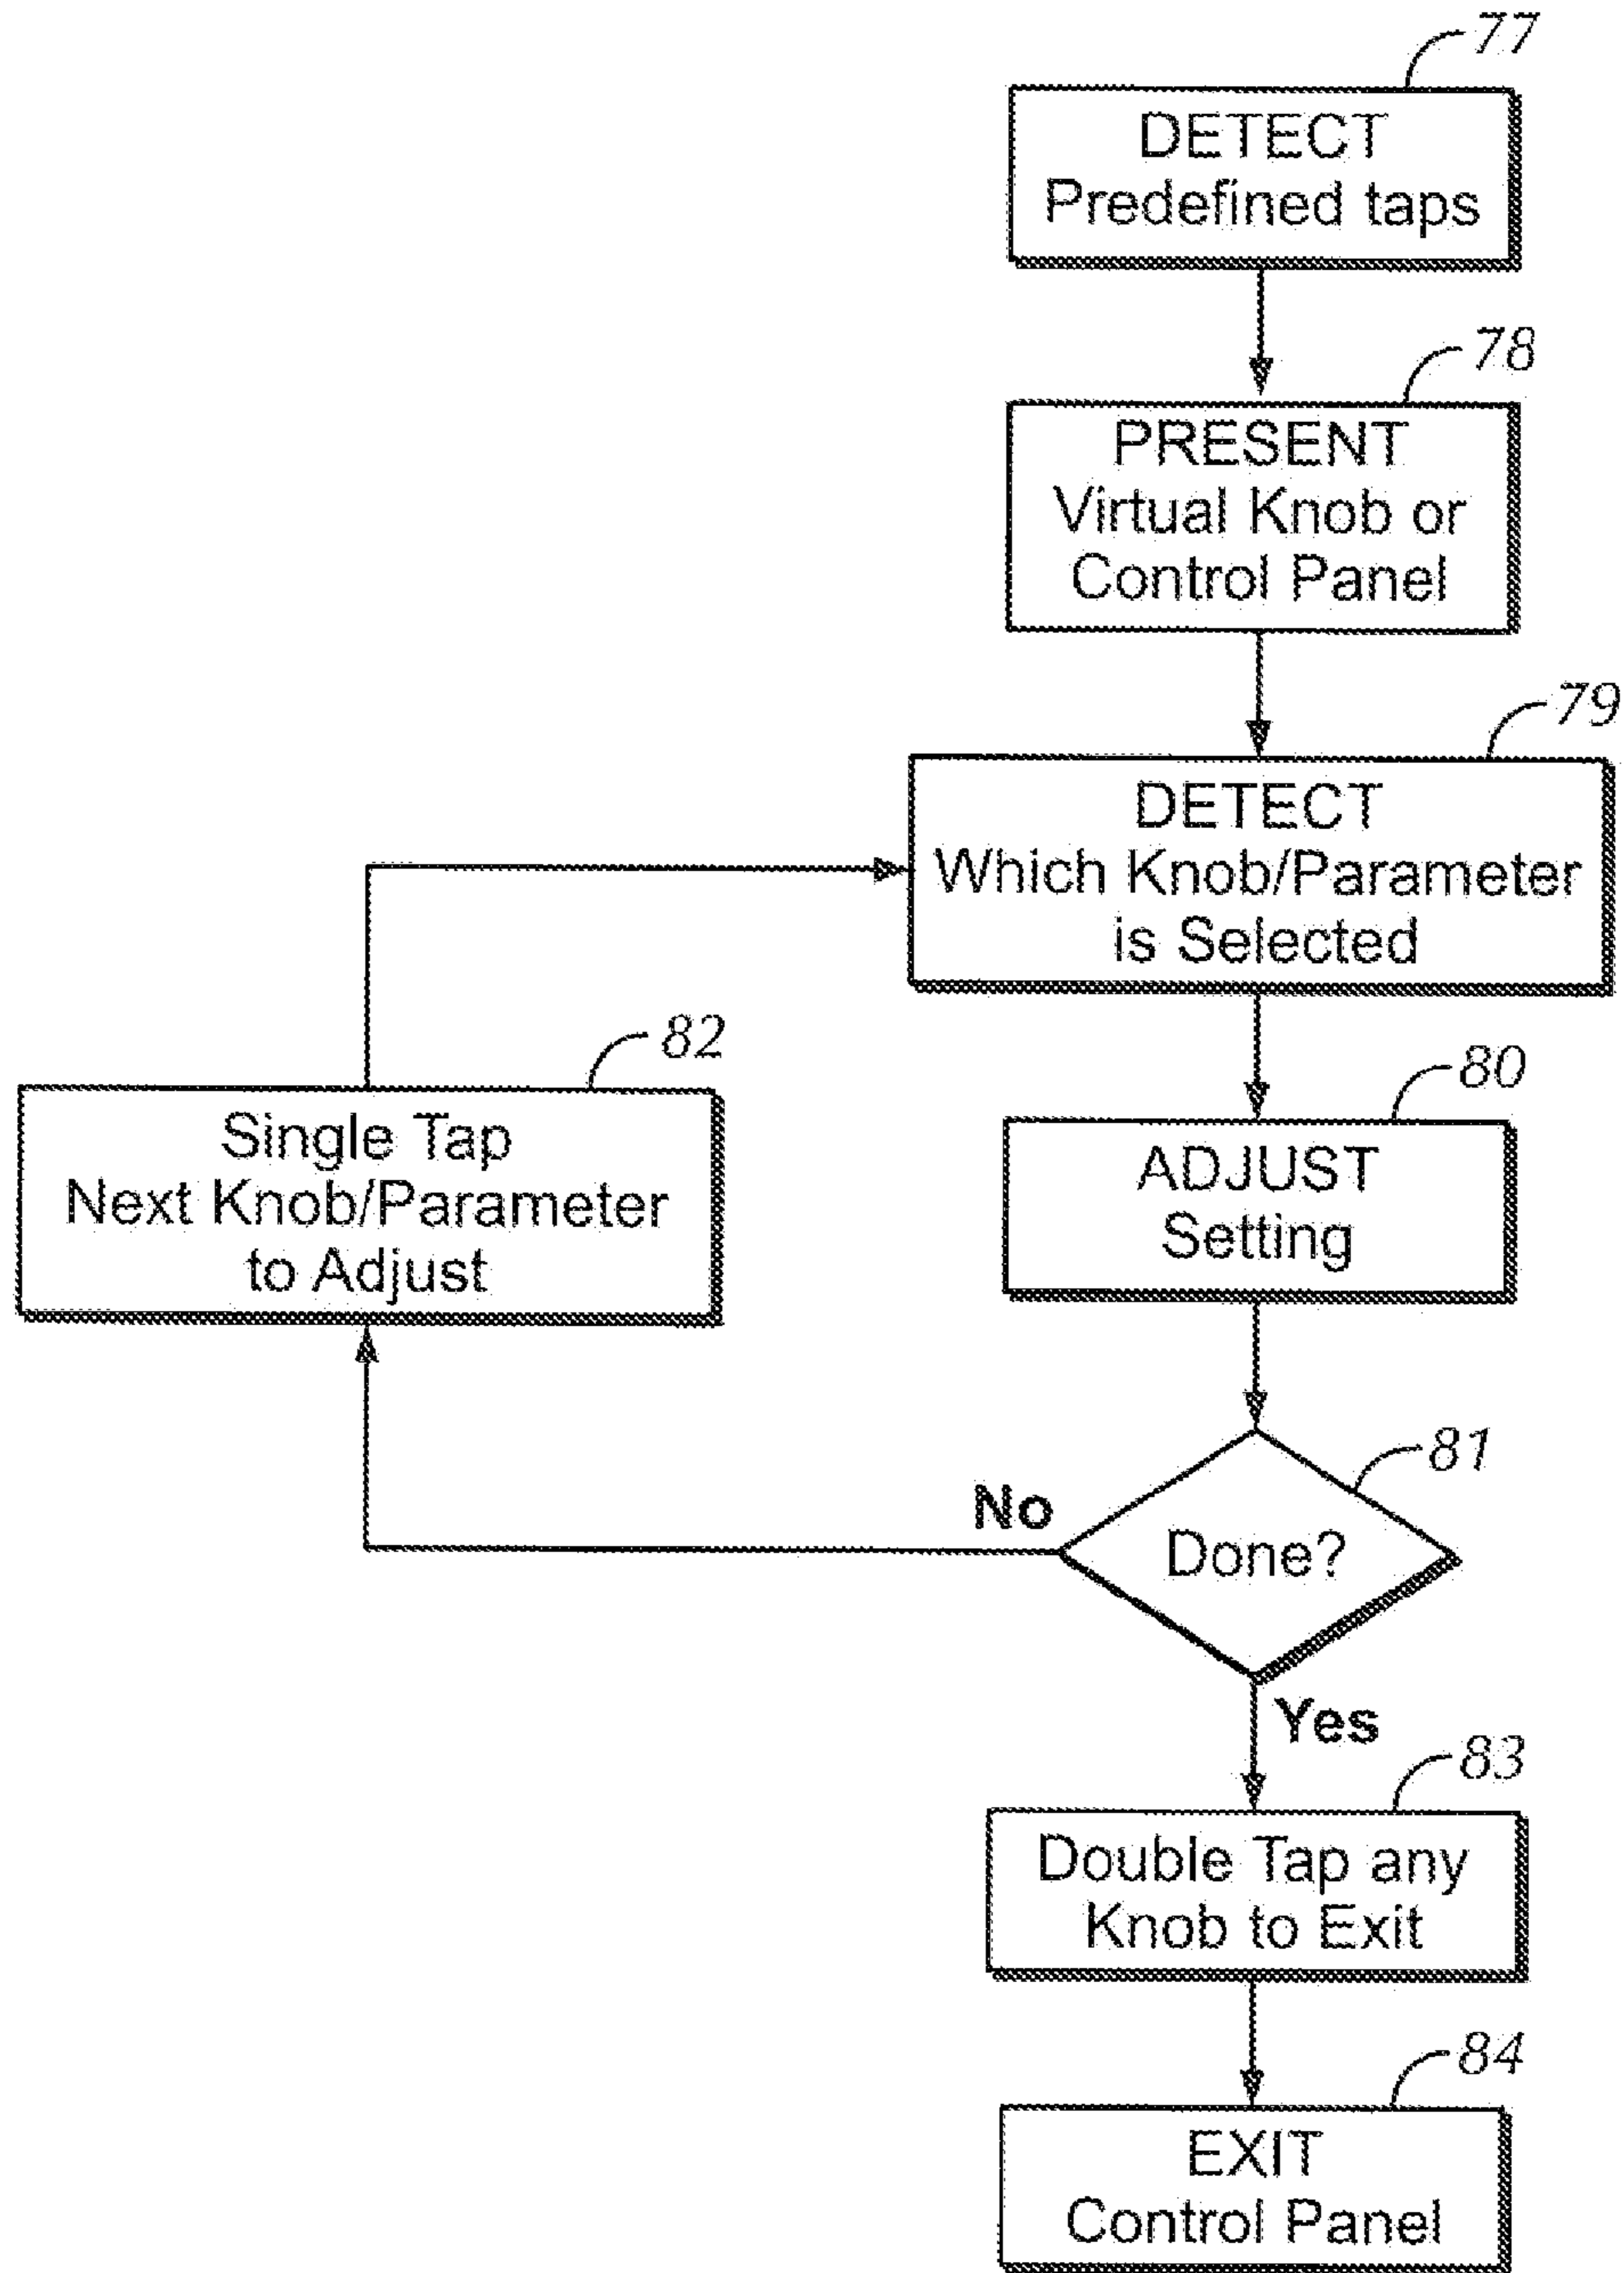 77
DETECT
Predefined taps
78
PRESENT
Virtual Knob or
Control Panel
79
DETECT
Which Knob/Parameter
is Selected
82
Single Tap
Next Knob/Parameter
to Adjust
80
ADJUST
Setting
81
Done?
No
Yes
83
Double Tap any
Knob to Exit
84
EXIT
Control Panel